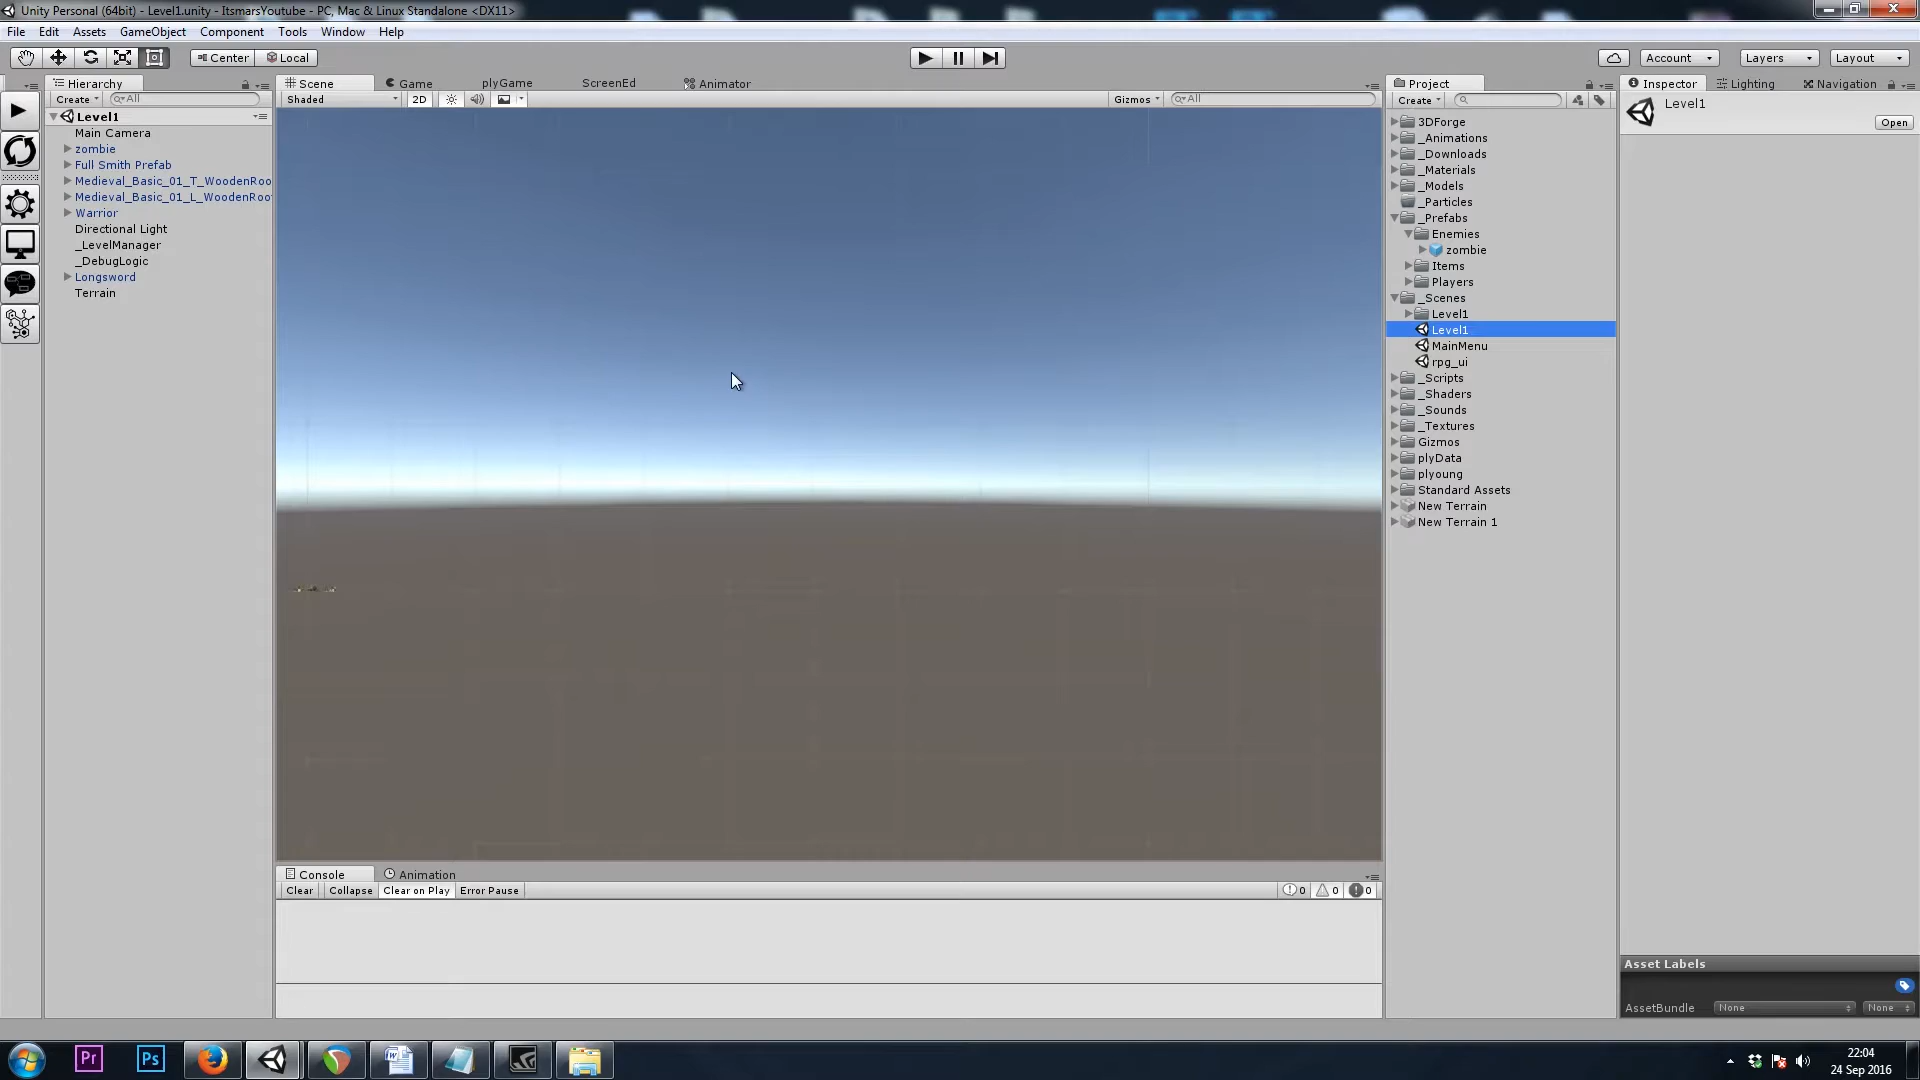 Unity Personal (64bit) - Level1.unity - ItsmarsYoutube - PC, Mac & Linux Standalone <DX11>
File Edit Assets GameObject Component Tools Window Help
Center Local Account Layers Layout
Hierarchy
Create All
Level1
Main Camera
zombie
Full Smith Prefab
Medieval_Basic_01_T_WoodenRoo
Medieval_Basic_01_L_WoodenRoo
Warrior
Directional Light
_LevelManager
_DebugLogic
Longsword
Terrain
Scene Game plyGame ScreenEd Animator
Shaded 2D Gizmos All
Console Animation
Clear Collapse Clear on Play Error Pause 0 0 0
Project
Create
3DForge
_Animations
_Downloads
_Materials
_Models
_Particles
_Prefabs
Enemies
zombie
Items
Players
_Scenes
Level1
Level1
MainMenu
rpg_ui
_Scripts
_Shaders
_Sounds
_Textures
Gizmos
plyData
plyoung
Standard Assets
New Terrain
New Terrain 1
Inspector Lighting Navigation
Level1
Open
Asset Labels
AssetBundle None None
Pr Ps
22:04
24 Sep 2016